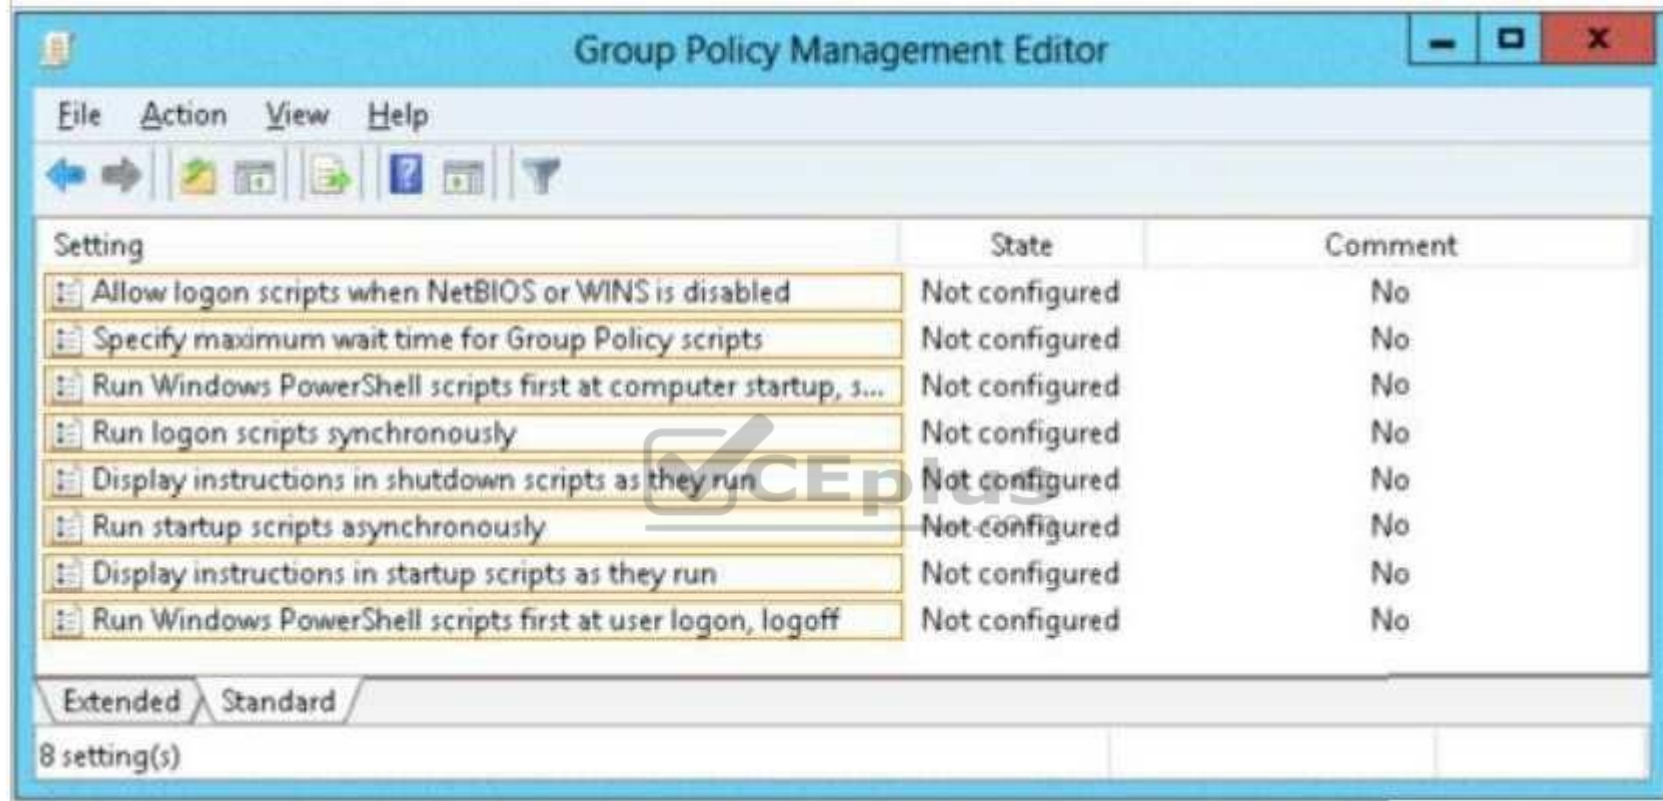 Group Policy Management Editor
File Action View Help
Setting State Comment
Allow logon scripts when NetBIOS or WINS is disabled Not configured No
Specify maximum wait time for Group Policy scripts Not configured No
Run Windows PowerShell scripts first at computer startup, s... Not configured No
Run logon scripts synchronously Not configured No
Display instructions in shutdown scripts as they run Not configured No
Run startup scripts asynchronously Not configured No
Display instructions in startup scripts as they run Not configured No
Run Windows PowerShell scripts first at user logon, logoff Not configured No
CEplus
.com
Extended Standard
8 setting(s)